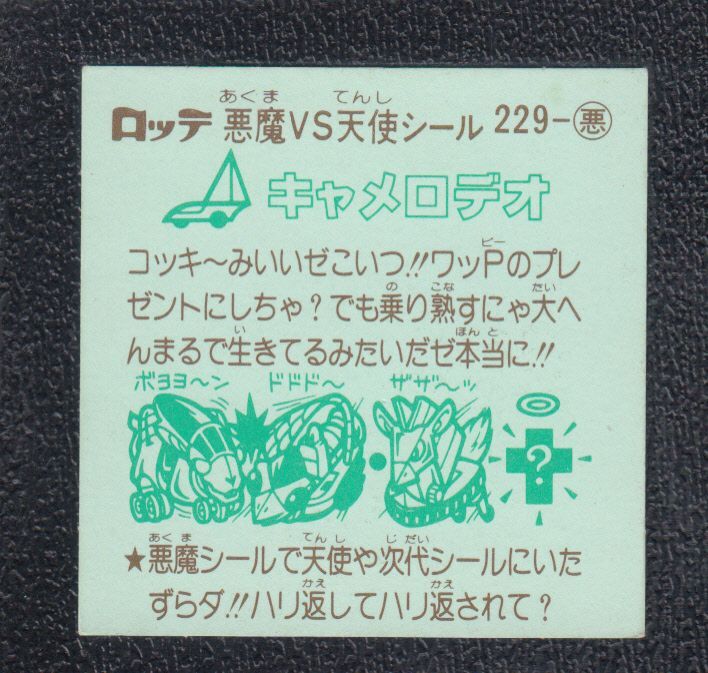 ロッテ 悪魔VS天使シール 229-悪
あくま てんし
キャメロデオ
コッキ〜みいいぜこいつ!!ワッPのプレ
ピー
ゼントにしちゃ?でも乗り熟すにゃ大へ
の こな たい
んまるで生きてるみたいだゼ本当に!!
い ほんと
ボヨヨ〜ン ドドド〜 ザザ〜ッ
?
★悪魔シールで天使や次代シールにいた
あくま てんし じだい
ずらダ!!ハリ返してハリ返されて?
かえ かえ